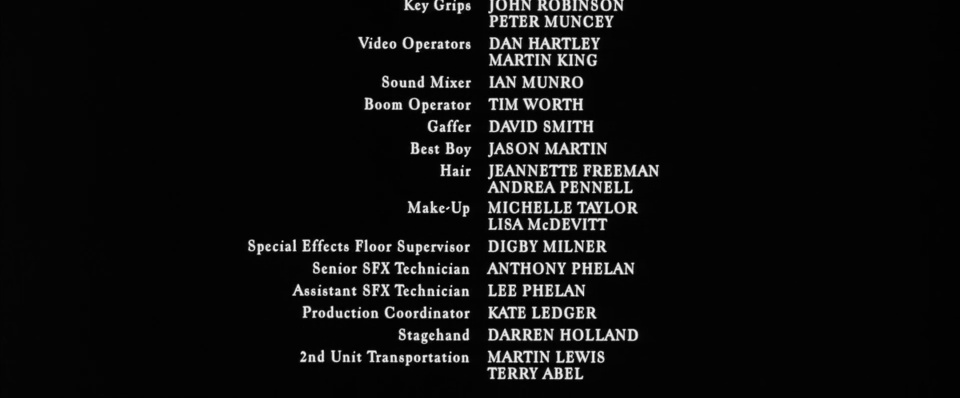 Key Grips JOHN ROBINSON
PETER MUNCEY
Video Operators DAN HARTLEY
MARTIN KING
Sound Mixer IAN MUNRO
Boom Operator TIM WORTH
Gaffer DAVID SMITH
Best Boy JASON MARTIN
Hair JEANNETTE FREEMAN
ANDREA PENNELL
Make-Up MICHELLE TAYLOR
LISA McDEVITT
Special Effects Floor Supervisor DIGBY MILNER
Senior SFX Technician ANTHONY PHELAN
Assistant SFX Technician LEE PHELAN
Production Coordinator KATE LEDGER
Stagehand DARREN HOLLAND
2nd Unit Transportation MARTIN LEWIS
TERRY ABEL